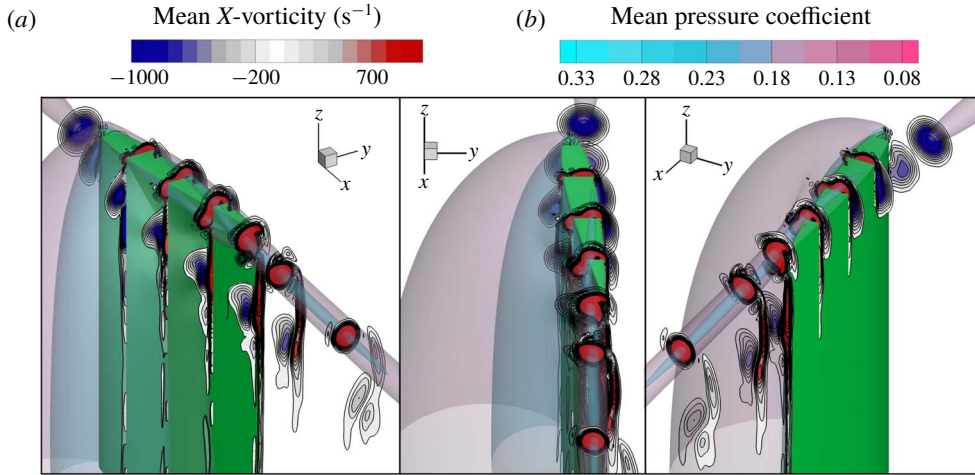 (a) Mean X-vorticity (s⁻¹) (b) Mean pressure coefficient
−1000 −200 700 0.33 0.28 0.23 0.18 0.13 0.08
z y x
z y x
z y x